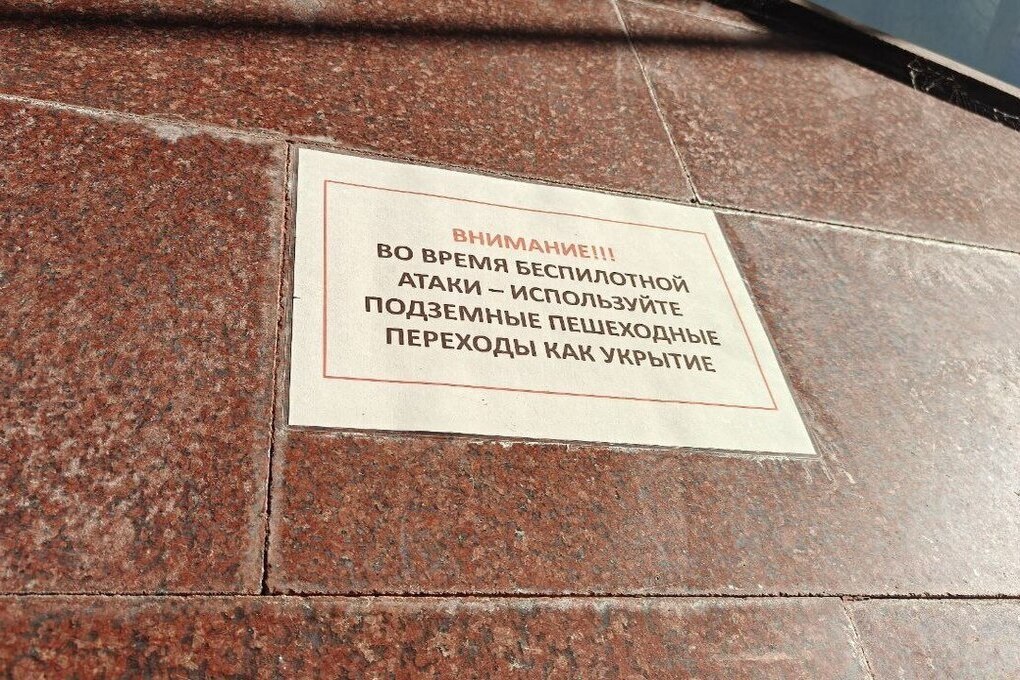 ВНИМАНИЕ!!!
ВО ВРЕМЯ БЕСПИЛОТНОЙ
АТАКИ – ИСПОЛЬЗУЙТЕ
ПОДЗЕМНЫЕ ПЕШЕХОДНЫЕ
ПЕРЕХОДЫ КАК УКРЫТИЕ